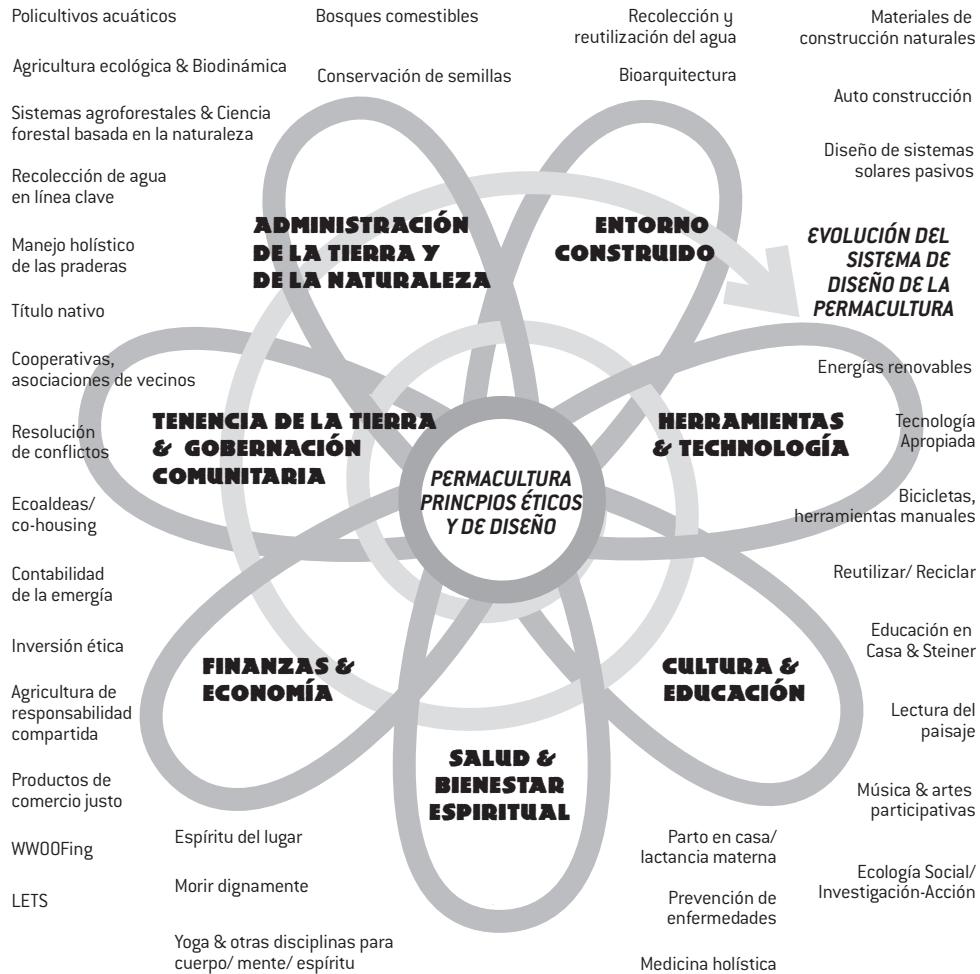 Policultivos acuáticos
Agricultura ecológica & Biodinámica
Sistemas agroforestales & Ciencia
forestal basada en la naturaleza
Recolección de agua
en línea clave
Manejo holístico
de las praderas
Título nativo
Cooperativas,
asociaciones de vecinos
Resolución
de conflictos
Ecoaldeas/
co-housing
Contabilidad
de la emergía
Inversión ética
Agricultura de
responsabilidad
compartida
Productos de
comercio justo
WWOOFing
LETS
Bosques comestibles
Conservación de semillas
Recolección y
reutilización del agua
Bioarquitectura
Materiales de
construcción naturales
Auto construcción
Diseño de sistemas
solares pasivos
EVOLUCIÓN DEL
SISTEMA DE
DISEÑO DE LA
PERMACULTURA
Energías renovables
Tecnología
Apropiada
Bicicletas,
herramientas manuales
Reutilizar/ Reciclar
Educación en
Casa & Steiner
Lectura del
paisaje
Música & artes
participativas
Ecología Social/
Investigación-Acción
ADMINISTRACIÓN
DE LA TIERRA Y
DE LA NATURALEZA
ENTORNO
CONSTRUIDO
TENENCIA DE LA TIERRA
& GOBERNACIÓN
COMUNITARIA
HERRAMIENTAS
& TECHNOLOGÍA
PERMACULTURA
PRINCPIOS ÉTICOS
Y DE DISEÑO
FINANZAS &
ECONOMÍA
CULTURA &
EDUCACIÓN
SALUD &
BIENESTAR
ESPIRITUAL
Espíritu del lugar
Morir dignamente
Yoga & otras disciplinas para
cuerpo/ mente/ espíritu
Parto en casa/
lactancia materna
Prevención de
enfermedades
Medicina holística